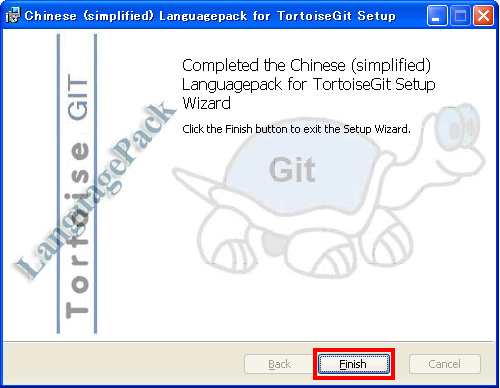 Chinese (simplified) Languagepack for TortoiseGit Setup
Completed the Chinese (simplified)
Languagepack for TortoiseGit Setup
Wizard
Click the Finish button to exit the Setup Wizard.
Tortoise GIT
LanguagePack
Git
Back
Finish
Cancel